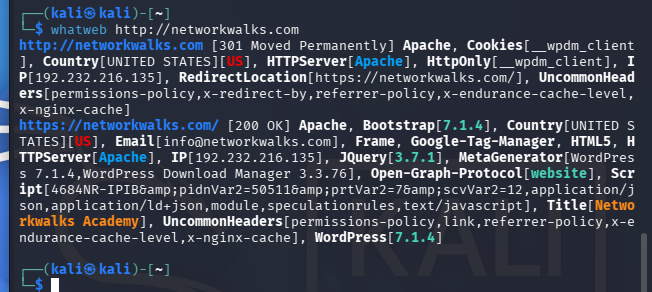 ┌──(kali㉿kali)-[~]
└─$ whatweb http://networkwalks.com
http://networkwalks.com [301 Moved Permanently] Apache, Cookies[__wpdm_client
], Country[UNITED STATES][US], HTTPServer[Apache], HttpOnly[__wpdm_client], I
P[192.232.216.135], RedirectLocation[https://networkwalks.com/], UncommonHead
ers[permissions-policy,x-redirect-by,referrer-policy,x-endurance-cache-level,
x-nginx-cache]
https://networkwalks.com/ [200 OK] Apache, Bootstrap[7.1.4], Country[UNITED S
TATES][US], Email[info@networkwalks.com], Frame, Google-Tag-Manager, HTML5, H
TTPServer[Apache], IP[192.232.216.135], JQuery[3.7.1], MetaGenerator[WordPres
s 7.1.4,WordPress Download Manager 3.3.76], Open-Graph-Protocol[website], Scr
ipt[4684NR-IPIB&amp;pidnVar2=50511&amp;prtVar2=7&amp;scvVar2=12,application/j
son,application/ld+json,module,speculationrules,text/javascript], Title[Netwo
rkwalks Academy], UncommonHeaders[permissions-policy,link,referrer-policy,x-e
ndurance-cache-level,x-nginx-cache], WordPress[7.1.4]
┌──(kali㉿kali)-[~]
└─$
KALI